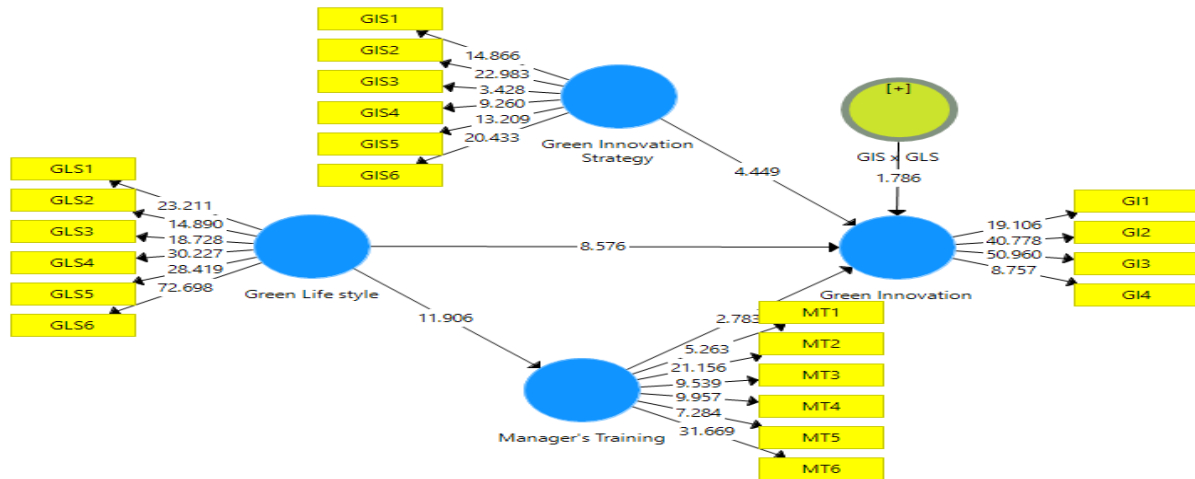 GIS1
GIS2
GIS3
GIS4
GIS5
GIS6
14.866
22.983
3.428
9.260
13.209
20.433
Green Innovation
Strategy
[+]
GIS x GLS
1.786
4.449
GLS1
GLS2
GLS3
GLS4
GLS5
GLS6
23.211
14.890
18.728
30.227
28.419
72.698
Green Life style
8.576
11.906
GI1
GI2
GI3
GI4
19.106
40.778
50.960
8.757
Green Innovation
2.783
MT1
MT2
MT3
MT4
MT5
MT6
5.263
21.156
9.539
9.957
7.284
31.669
Manager's Training